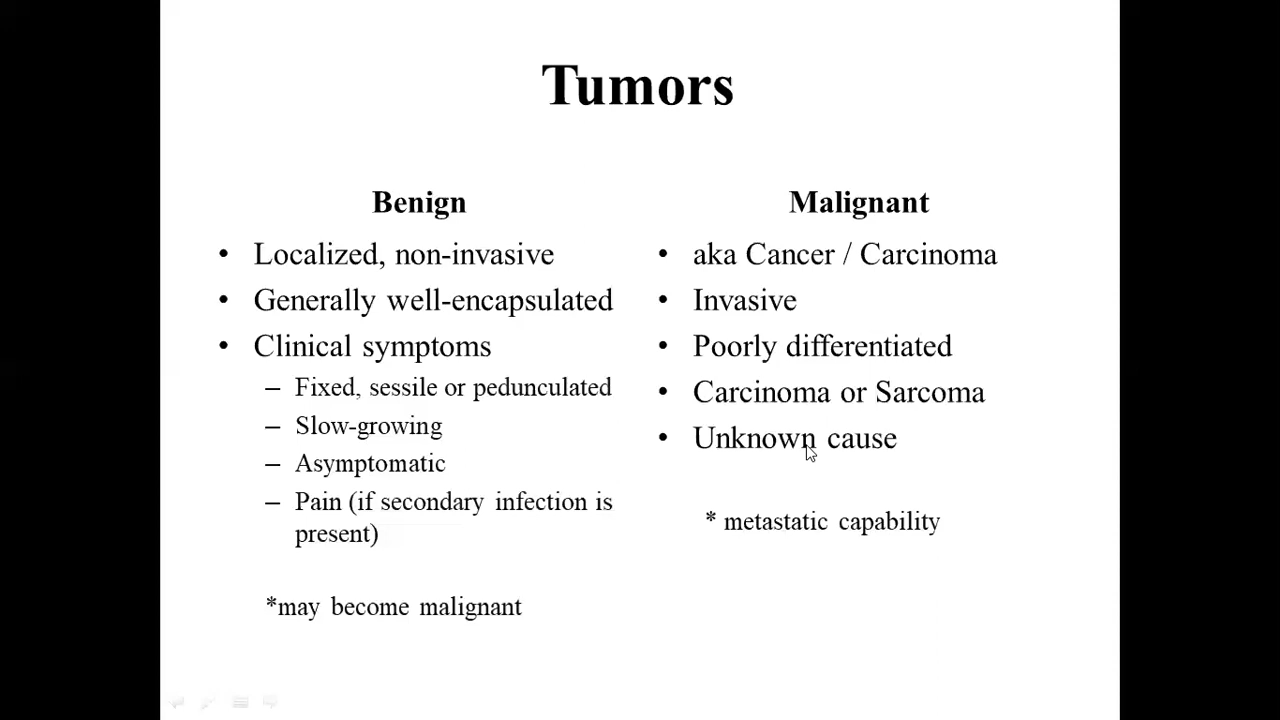 Tumors
Benign
• Localized, non-invasive
• Generally well-encapsulated
• Clinical symptoms
– Fixed, sessile or pedunculated
– Slow-growing
– Asymptomatic
– Pain (if secondary infection is
present)
*may become malignant
Malignant
• aka Cancer / Carcinoma
• Invasive
• Poorly differentiated
• Carcinoma or Sarcoma
• Unknown cause
* metastatic capability